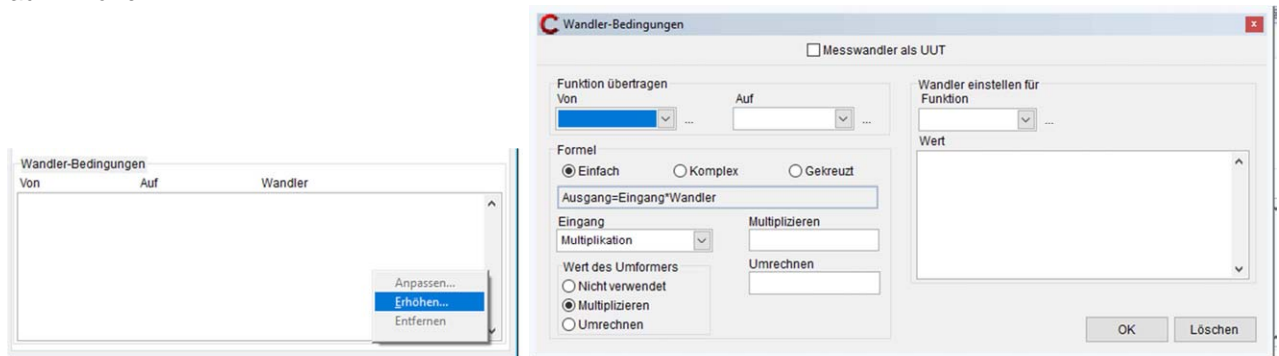 Wandler-Bedingungen
Von Auf Wandler
Anpassen...
Erhöhen...
Entfernen
Wandler-Bedingungen
Messwandler als UUT
Funktion übertragen
Von Auf
... ...
Formel
Einfach Komplex Gekreuzt
Ausgang=Eingang*Wandler
Eingang Multiplizieren
Multiplikation
Wert des Umformers Umrechnen
Nicht verwendet
Multiplizieren
Umrechnen
Wandler einstellen für
Funktion
...
Wert
OK Löschen